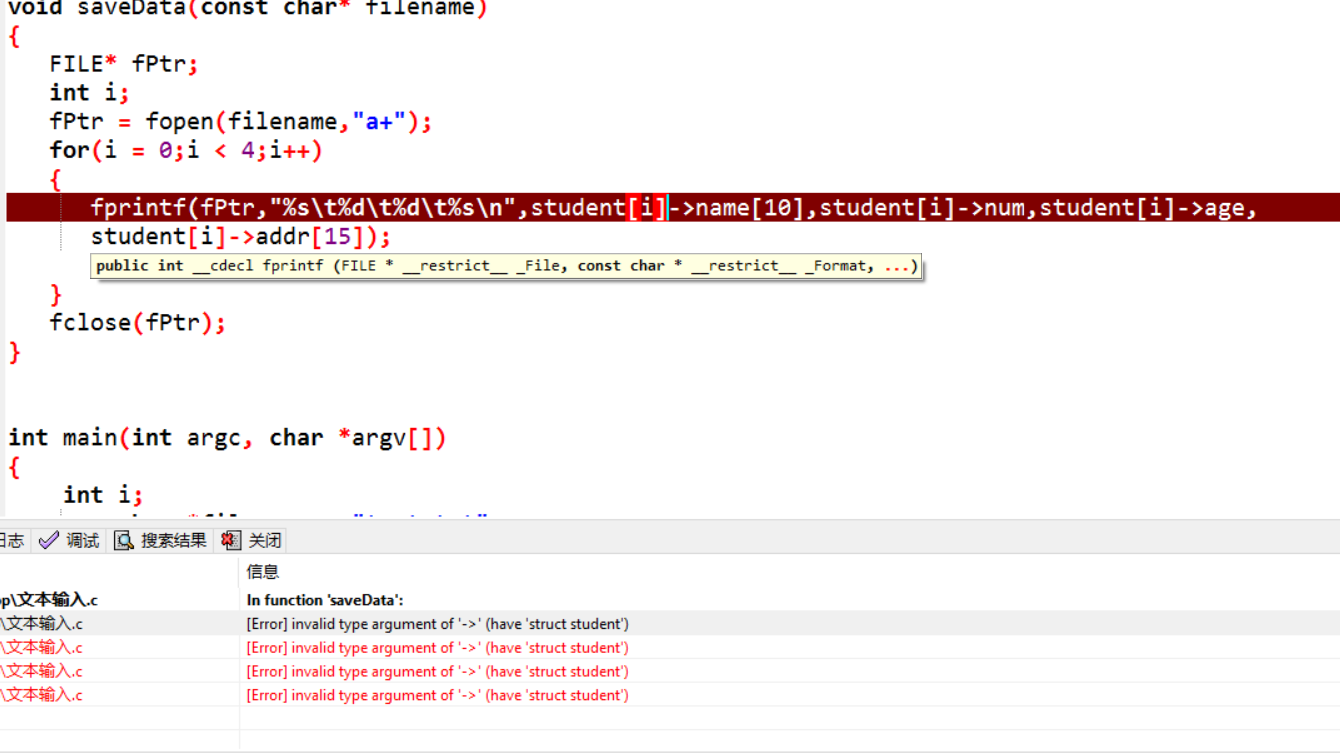 void saveData(const char* filename)
{
FILE* fPtr;
int i;
fPtr = fopen(filename,"a+");
for(i = 0;i < 4;i++)
{
fprintf(fPtr,"%s\t%d\t%d\t%s\n",student[i]->name[10],student[i]->num,student[i]->age,
student[i]->addr[15]);
public int __cdecl fprintf (FILE * __restrict__ _File, const char * __restrict__ _Format, ...)
}
fclose(fPtr);
}
int main(int argc, char *argv[])
{
int i;
日志 调试 搜索结果 关闭
信息
op\文本输入.c In function 'saveData':
\文本输入.c [Error] invalid type argument of '->' (have 'struct student')
\文本输入.c [Error] invalid type argument of '->' (have 'struct student')
\文本输入.c [Error] invalid type argument of '->' (have 'struct student')
\文本输入.c [Error] invalid type argument of '->' (have 'struct student')